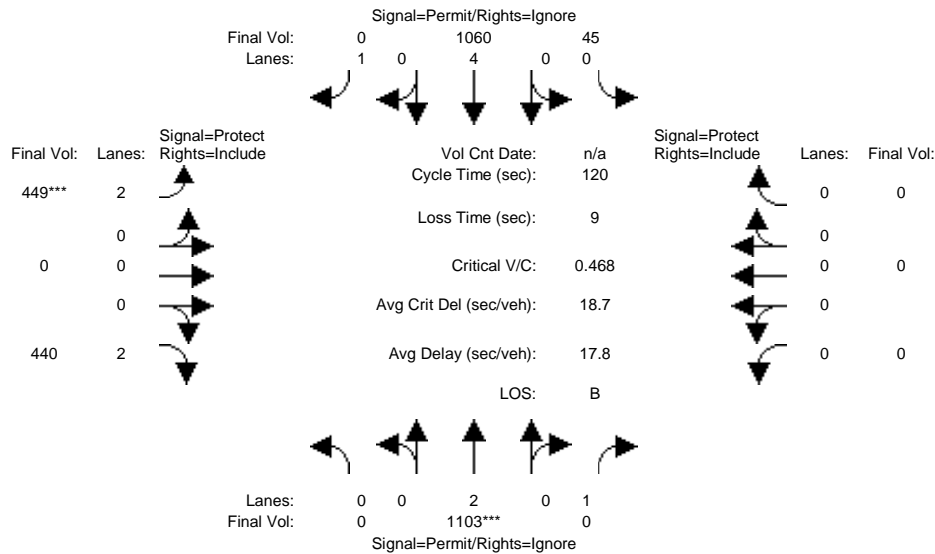 Signal=Permit/Rights=Ignore
Final Vol: 0 1060 45
Lanes: 1 0 4 0 0
Signal=Protect
Final Vol: Lanes: Rights=Include
Vol Cnt Date: n/a
Signal=Protect
Rights=Include Lanes: Final Vol:
Cycle Time (sec): 120
449*** 2
0 0
Loss Time (sec): 9
0
0
0 0
Critical V/C: 0.468
0 0
0
Avg Crit Del (sec/veh): 18.7
0
440 2
Avg Delay (sec/veh): 17.8
0 0
LOS: B
Lanes: 0 0 2 0 1
Final Vol: 0 1103*** 0
Signal=Permit/Rights=Ignore